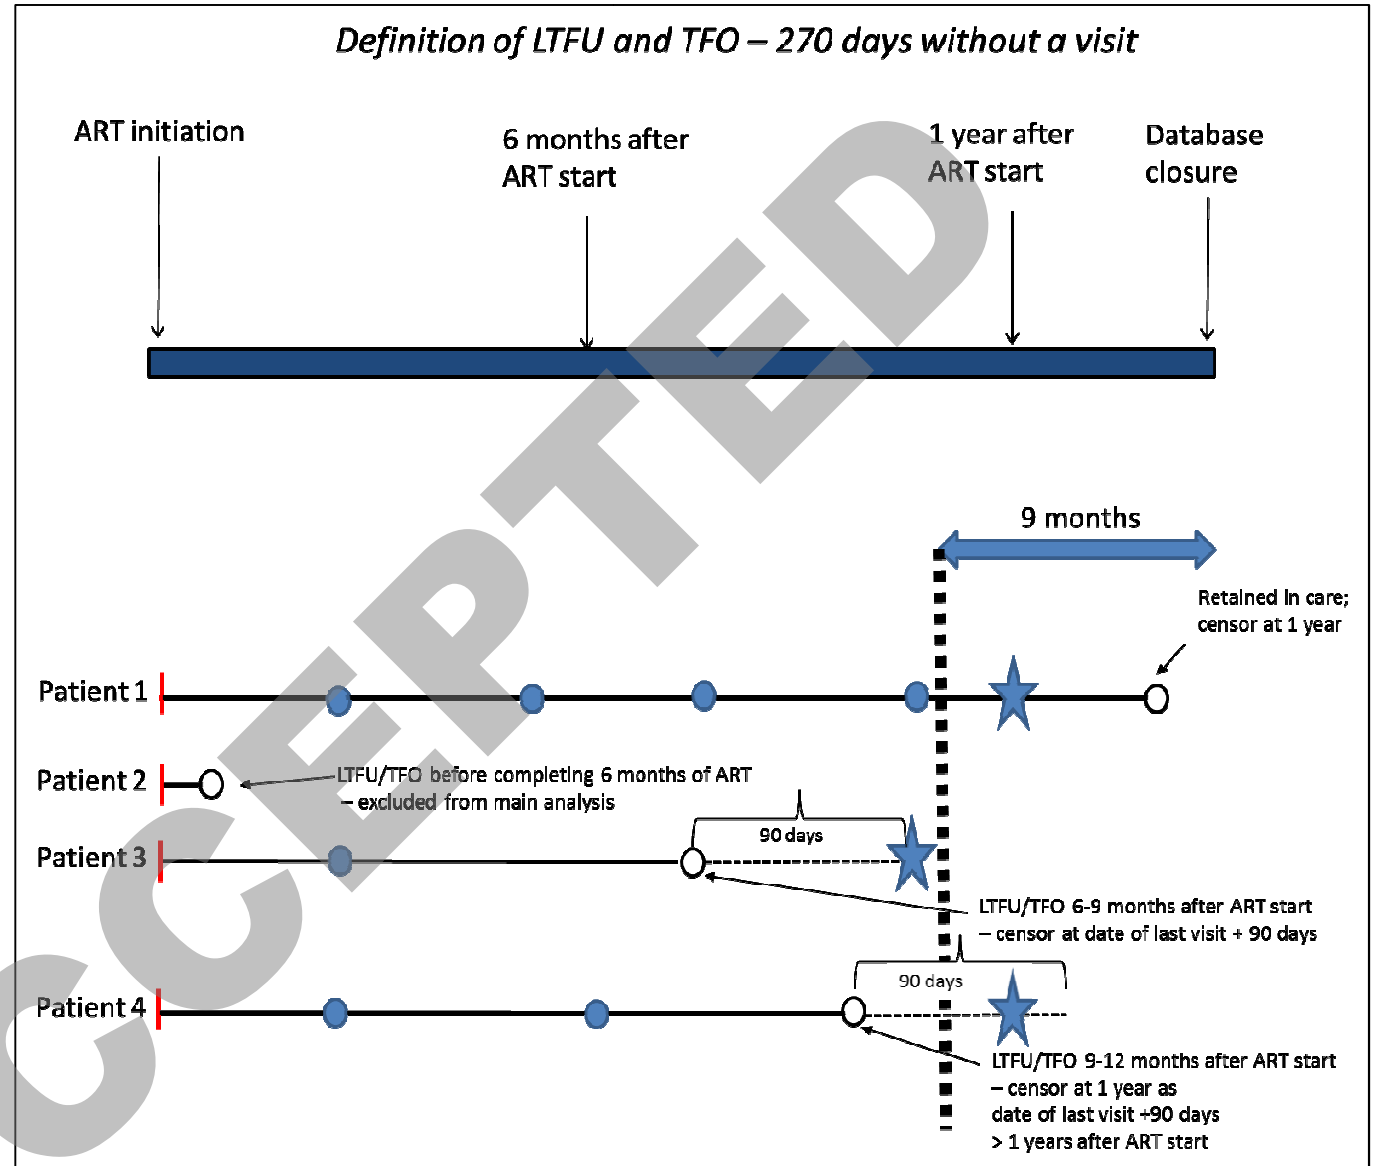 Definition of LTFU and TFO – 270 days without a visit
ART initiation
6 months after
ART start
1 year after
ART start
Database
closure
9 months
Retained in care;
censor at 1 year
Patient 1
Patient 2
LTFU/TFO before completing 6 months of ART
– excluded from main analysis
90 days
Patient 3
LTFU/TFO 6-9 months after ART start
– censor at date of last visit + 90 days
90 days
Patient 4
LTFU/TFO 9-12 months after ART start
– censor at 1 year as
date of last visit +90 days
> 1 years after ART start
CCEPTED